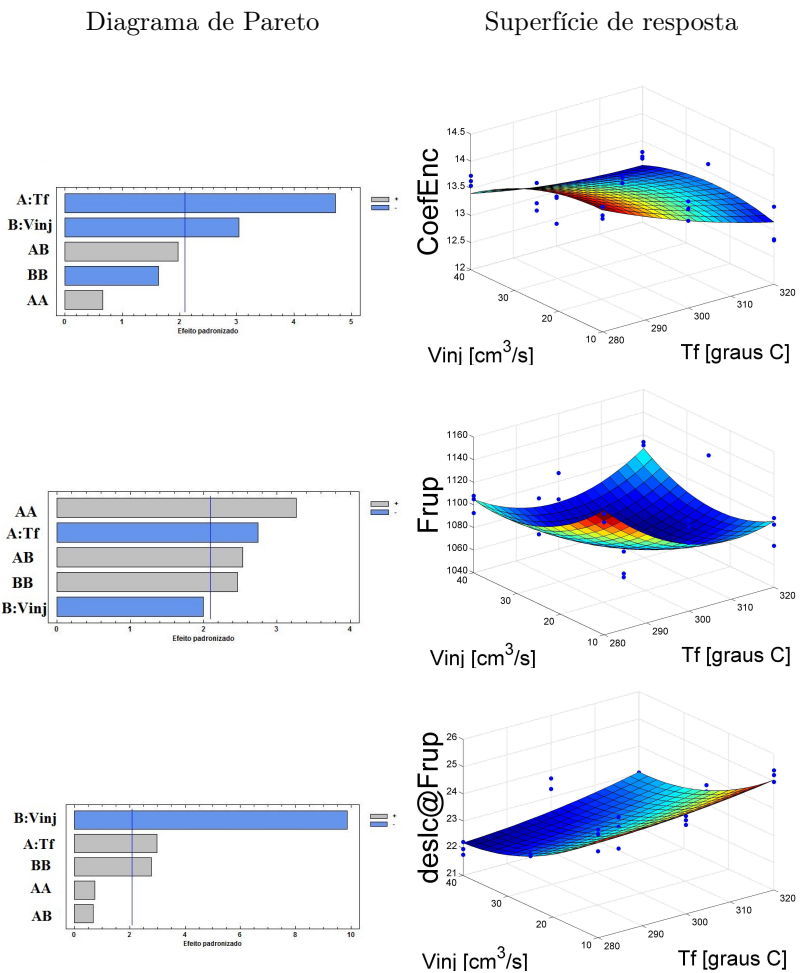 Diagrama de Pareto
Superfície de resposta
A:Tf
B:Vinj
AB
BB
AA
0 1 2 3 4 5
Efeito padronizado
+
-
14.5
14
13.5
13
12.5
12
CoefEnc
40
30
20
10
280
290
300
310
320
Vinj [cm³/s]
Tf [graus C]
AA
A:Tf
AB
BB
B:Vinj
0 1 2 3 4
Efeito padronizado
+
-
1160
1140
1120
1100
1080
1060
1040
Frup
40
30
20
10
280
290
300
310
320
Vinj [cm³/s]
Tf [graus C]
B:Vinj
A:Tf
BB
AA
AB
0 2 4 6 8 10
Efeito padronizado
+
-
26
25
24
23
22
21
deslc@Frup
40
30
20
10
280
290
300
310
320
Vinj [cm³/s]
Tf [graus C]